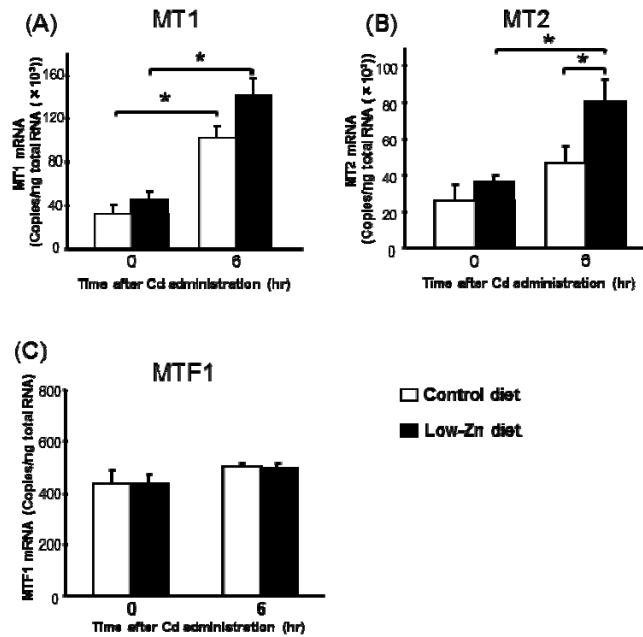 (A) MT1
MT1 mRNA
(Copies/ng total RNA (×10³))
160
120
80
40
0
*
*
0 6
Time after Cd administration (hr)
(B) MT2
MT2 mRNA
(Copies/ng total RNA (×10³))
100
80
60
40
20
0
*
*
0 6
Time after Cd administration (hr)
(C) MTF1
MTF1 mRNA (Copies/ng total RNA)
800
600
400
200
0
0 6
Time after Cd administration (hr)
Control diet
Low-Zn diet